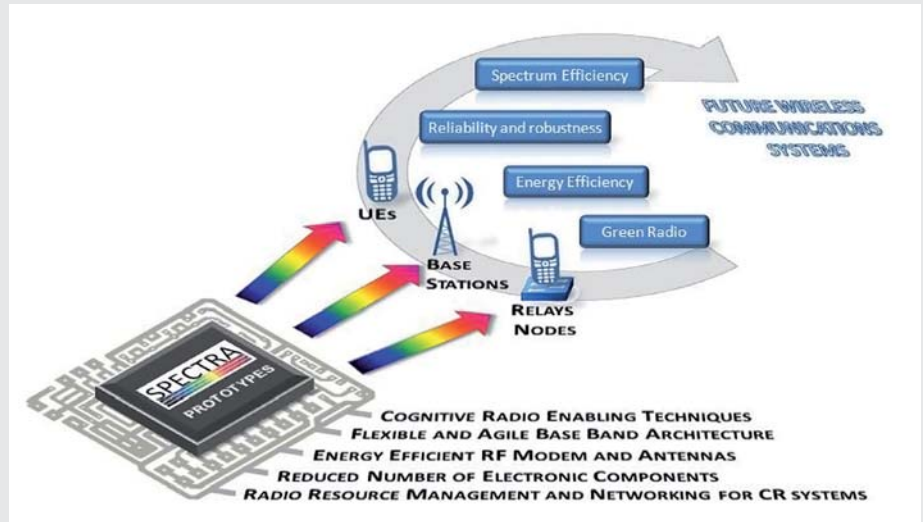 Spectrum Efficiency
FUTURE WIRELESS
COMMUNICATIONS
SYSTEMS
Reliability and robustness
Energy Efficiency
UEs
Green Radio
BASE
STATIONS
RELAYS
NODES
SPECTRA
PROTOTYPES
COGNITIVE RADIO ENABLING TECHNIQUES
FLEXIBLE AND AGILE BASE BAND ARCHITECTURE
ENERGY EFFICIENT RF MODEM AND ANTENNAS
REDUCED NUMBER OF ELECTRONIC COMPONENTS
RADIO RESOURCE MANAGEMENT AND NETWORKING FOR CR SYSTEMS